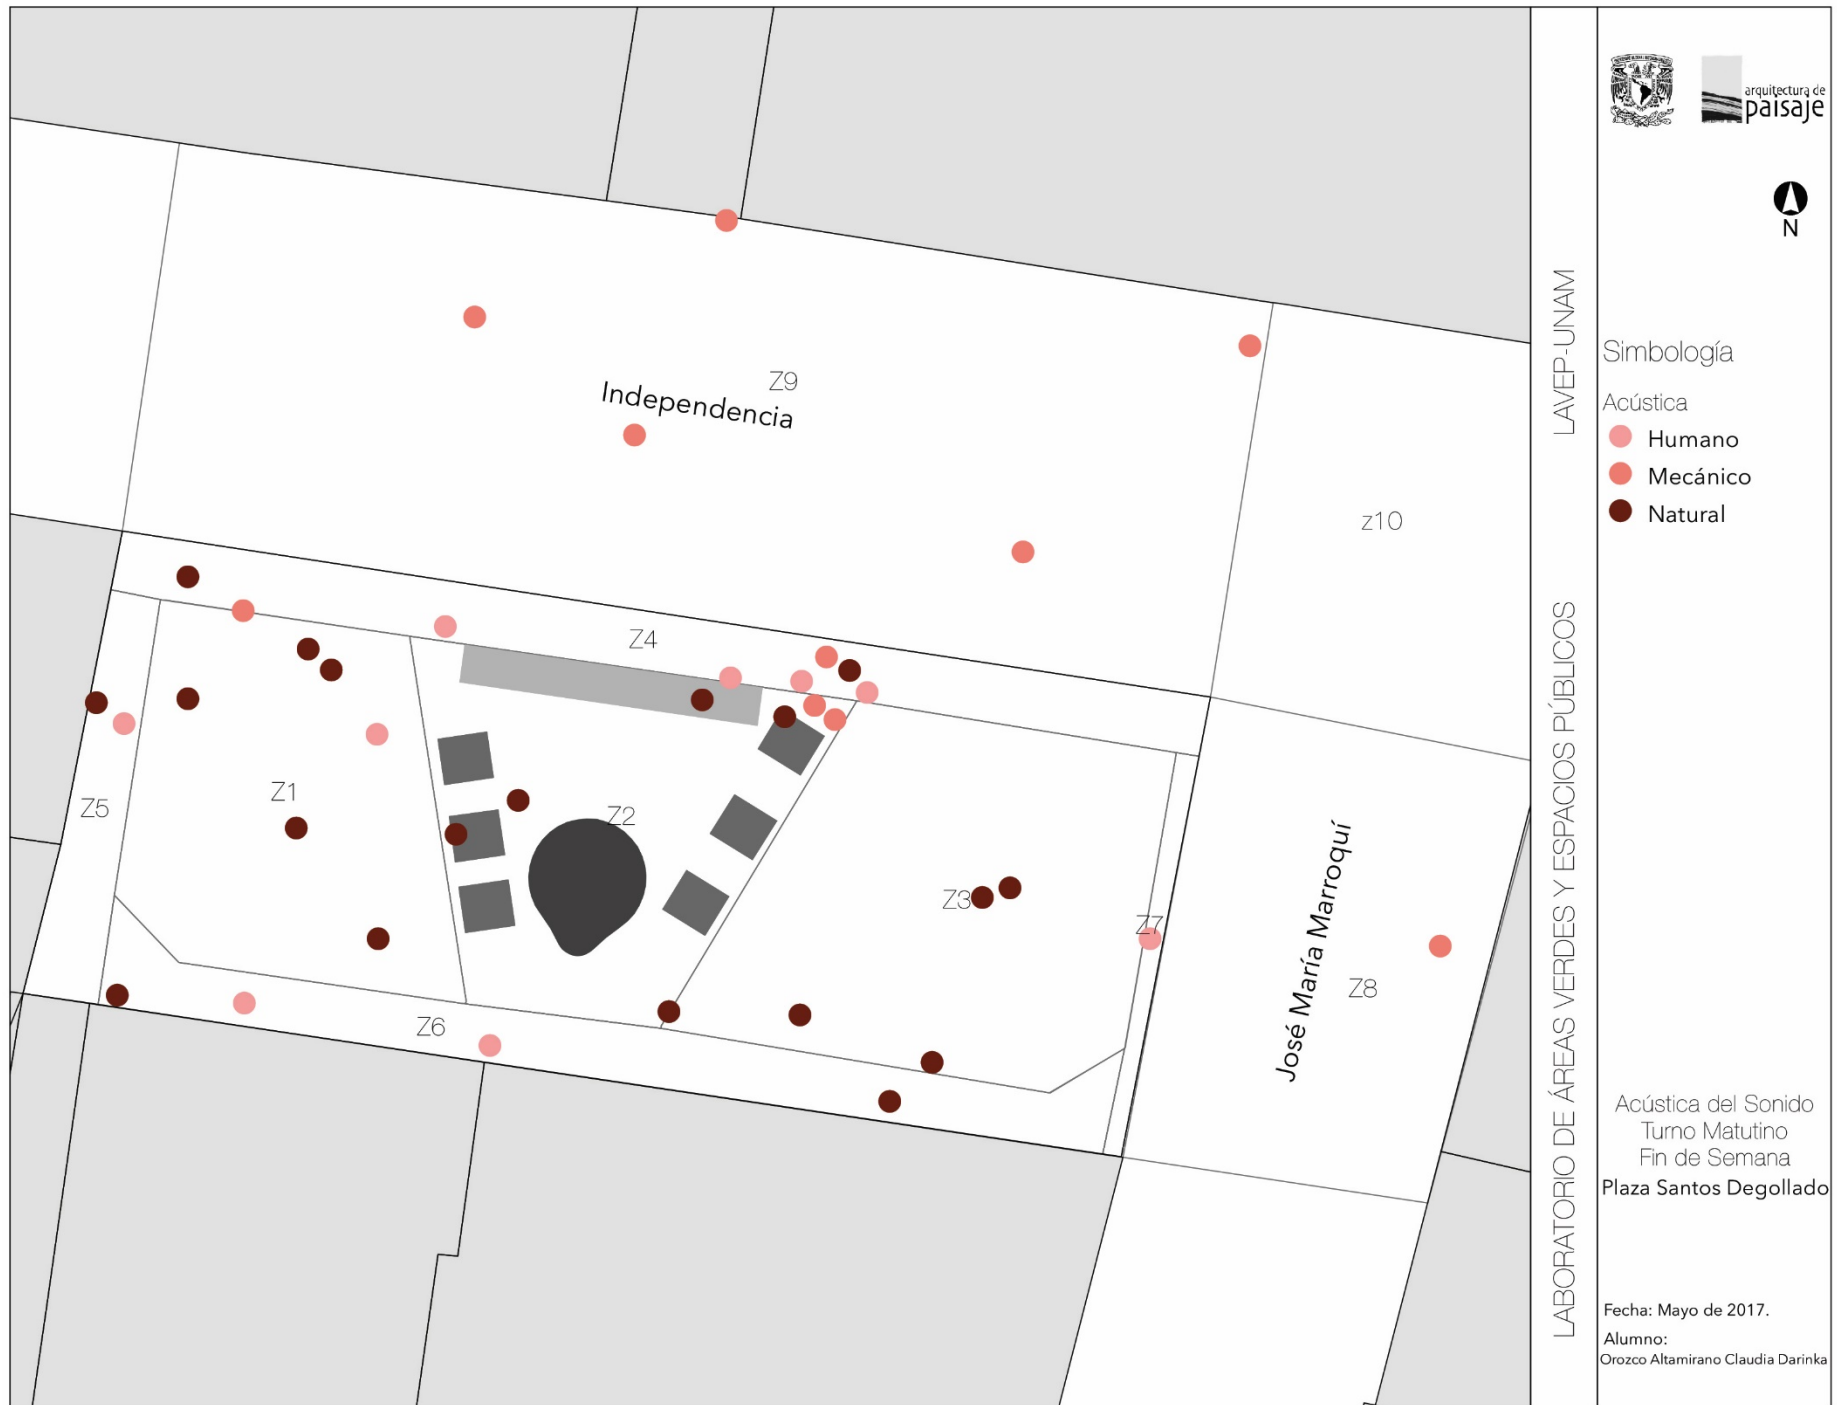 arquitectura de
paisaje
N
Simbología
Acústica
Humano
Mecánico
Natural
LAVEP-UNAM
LABORATORIO DE ÁREAS VERDES Y ESPACIOS PÚBLICOS
Z9
Independencia
z10
Z4
Z1
Z5
Z2
Z3
Z7
José María Marroquí
Z8
Z6
Acústica del Sonido
Turno Matutino
Fin de Semana
Plaza Santos Degollado
Fecha: Mayo de 2017.
Alumno:
Orozco Altamirano Claudia Darinka